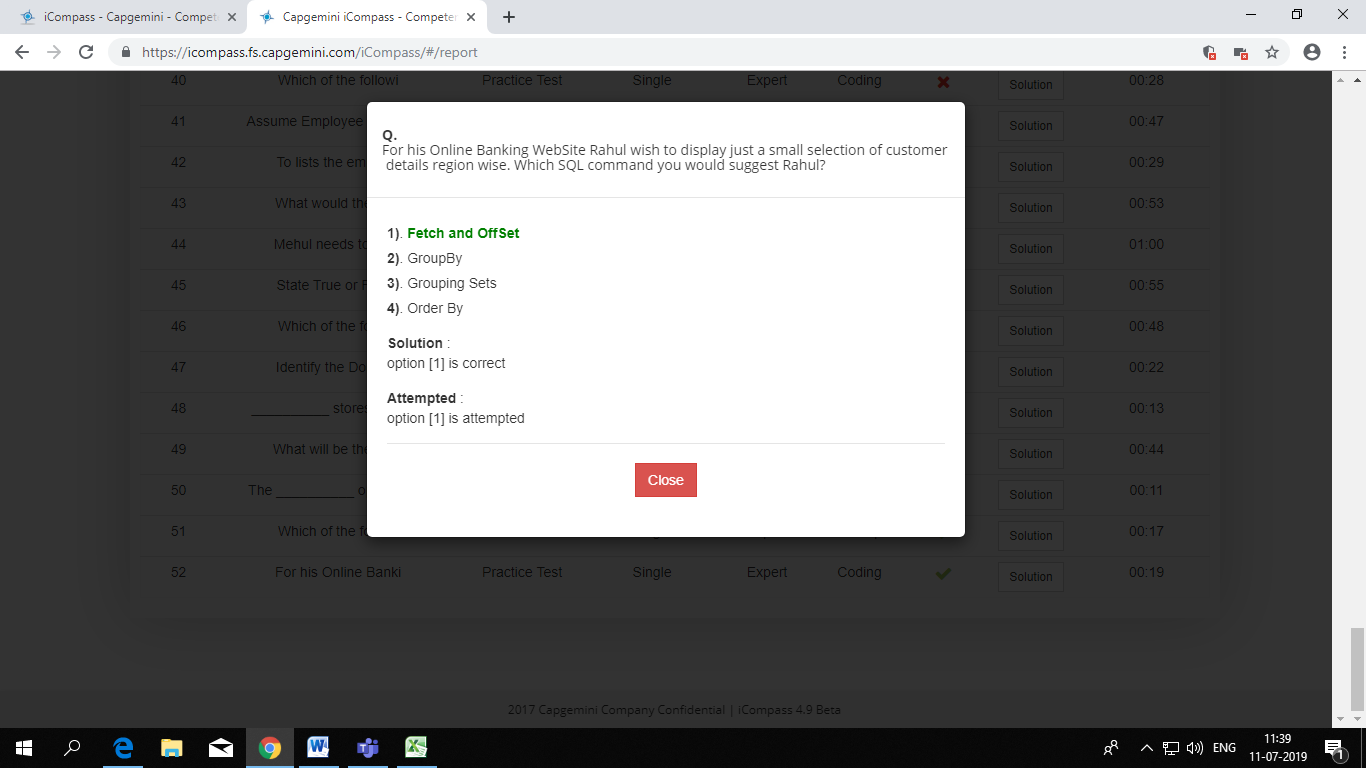 iCompass - Capgemini - Compet
Capgemini iCompass - Competen
https://icompass.fs.capgemini.com/iCompass/#/report
40 Which of the followi Practice Test Single Expert Coding Solution 00:28
41 Assume Employee Solution 00:47
42 To lists the em Solution 00:29
43 What would the Solution 00:53
44 Mehul needs to Solution 01:00
45 State True or F Solution 00:55
46 Which of the fo Solution 00:48
47 Identify the Do Solution 00:22
48 __________ stores Solution 00:13
49 What will be the Solution 00:44
50 The __________ o Solution 00:11
51 Which of the fo Solution 00:17
52 For his Online Banki Practice Test Single Expert Coding Solution 00:19
Q.
For his Online Banking WebSite Rahul wish to display just a small selection of customer
details region wise. Which SQL command you would suggest Rahul?
1). Fetch and OffSet
2). GroupBy
3). Grouping Sets
4). Order By
Solution :
option [1] is correct
Attempted :
option [1] is attempted
Close
2017 Capgemini Company Confidential | iCompass 4.9 Beta
ENG
11:39
11-07-2019
1